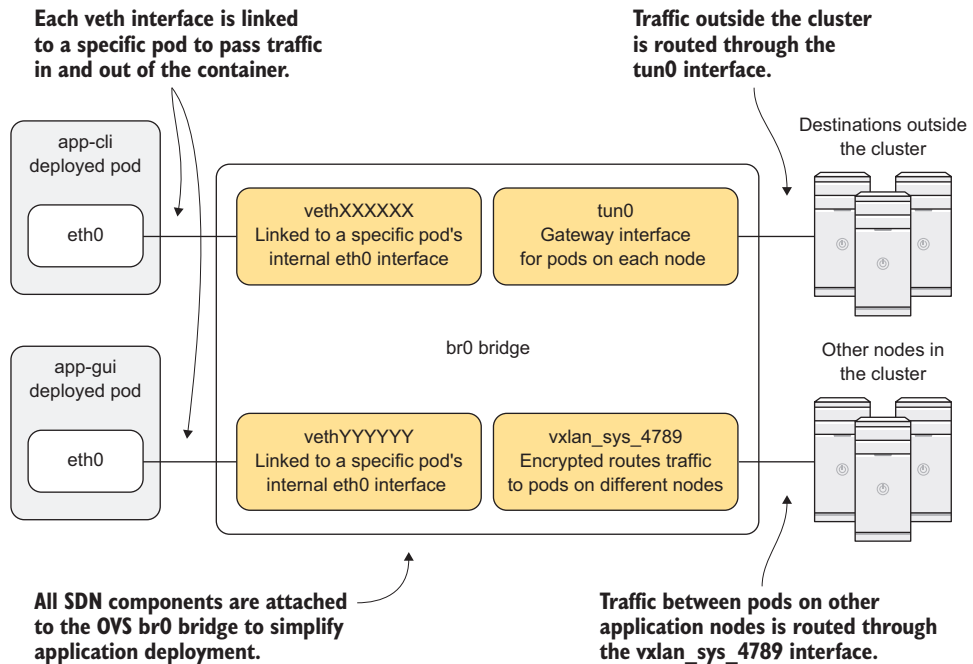 Each veth interface is linked
to a specific pod to pass traffic
in and out of the container.
Traffic outside the cluster
is routed through the
tun0 interface.
app-cli
deployed pod
eth0
vethXXXXXX
Linked to a specific pod's
internal eth0 interface
tun0
Gateway interface
for pods on each node
Destinations outside
the cluster
br0 bridge
app-gui
deployed pod
eth0
vethYYYYYY
Linked to a specific pod's
internal eth0 interface
vxlan_sys_4789
Encrypted routes traffic
to pods on different nodes
Other nodes in
the cluster
All SDN components are attached
to the OVS br0 bridge to simplify
application deployment.
Traffic between pods on other
application nodes is routed through
the vxlan_sys_4789 interface.